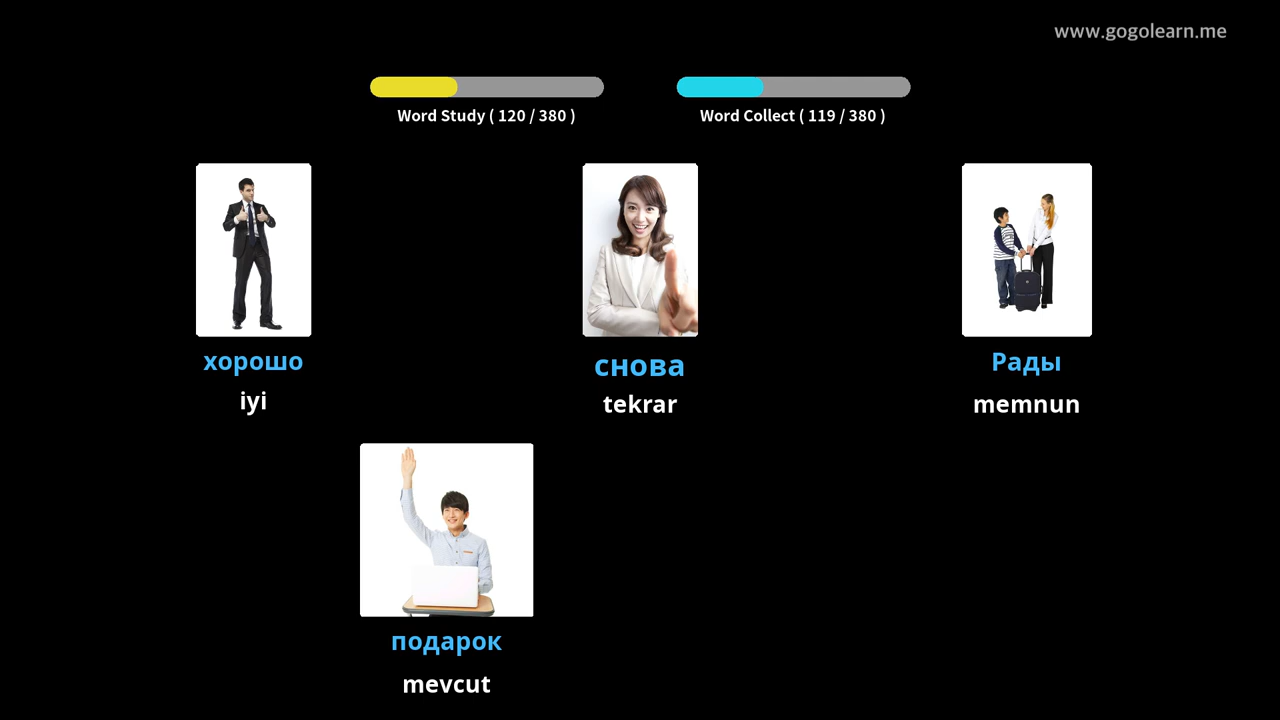 www.gogolearn.me
Word Study ( 120 / 380 )
Word Collect ( 119 / 380 )
хорошо
iyi
снова
tekrar
Рады
memnun
подарок
mevcut